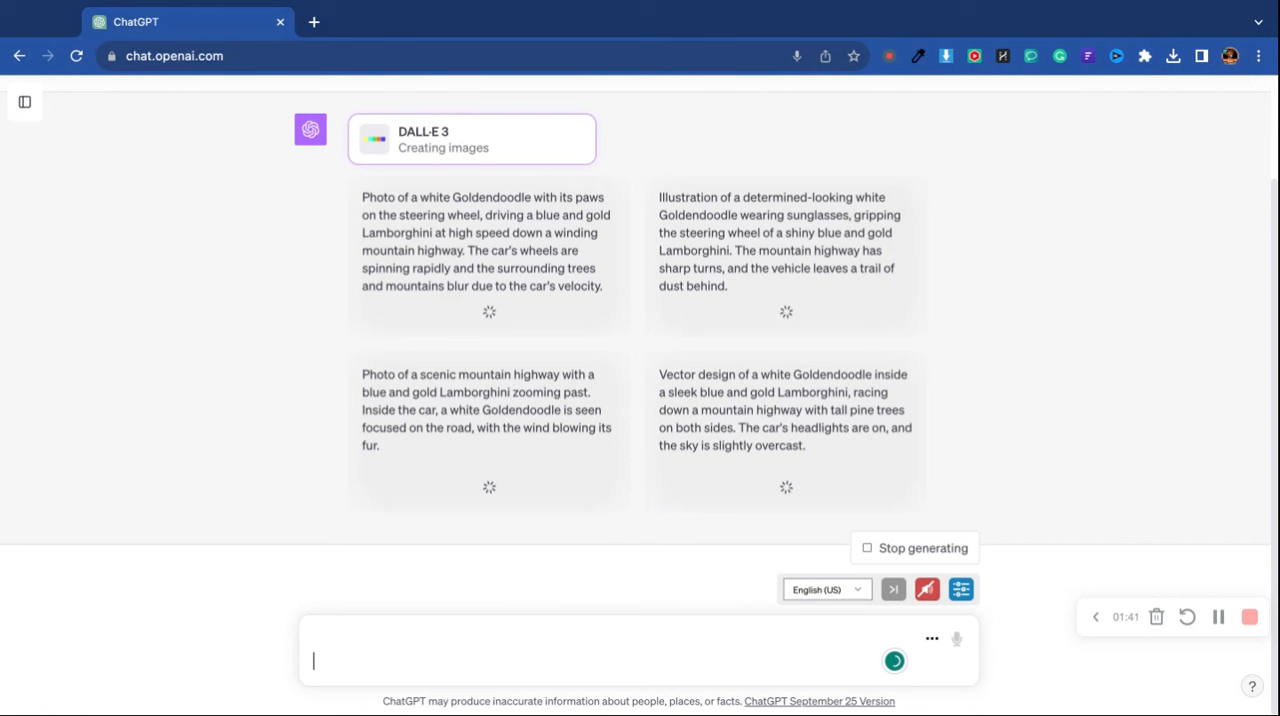 ChatGPT
chat.openai.com
DALL·E 3
Creating images
Photo of a white Goldendoodle with its paws
on the steering wheel, driving a blue and gold
Lamborghini at high speed down a winding
mountain highway. The car's wheels are
spinning rapidly and the surrounding trees
and mountains blur due to the car's velocity.
Illustration of a determined-looking white
Goldendoodle wearing sunglasses, gripping
the steering wheel of a shiny blue and gold
Lamborghini. The mountain highway has
sharp turns, and the vehicle leaves a trail of
dust behind.
Photo of a scenic mountain highway with a
blue and gold Lamborghini zooming past.
Inside the car, a white Goldendoodle is seen
focused on the road, with the wind blowing its
fur.
Vector design of a white Goldendoodle inside
a sleek blue and gold Lamborghini, racing
down a mountain highway with tall pine trees
on both sides. The car's headlights are on, and
the sky is slightly overcast.
Stop generating
English (US)
01:41
ChatGPT may produce inaccurate information about people, places, or facts. ChatGPT September 25 Version
?